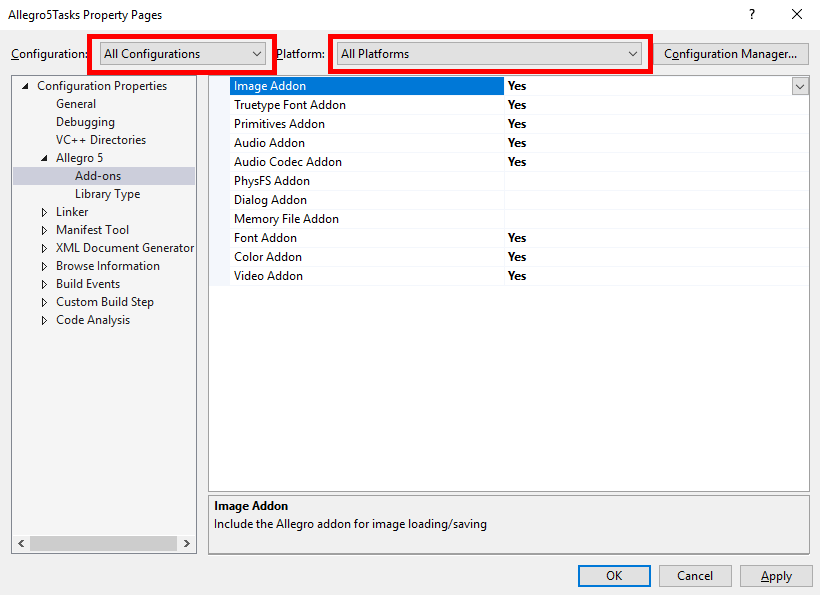 Allegro5Tasks Property Pages ?
Configuration: All Configurations Platform: All Platforms Configuration Manager...
Configuration Properties
General
Debugging
VC++ Directories
Allegro 5
Add-ons
Library Type
Linker
Manifest Tool
XML Document Generator
Browse Information
Build Events
Custom Build Step
Code Analysis
Image Addon Yes
Truetype Font Addon Yes
Primitives Addon Yes
Audio Addon Yes
Audio Codec Addon Yes
PhysFS Addon
Dialog Addon
Memory File Addon
Font Addon Yes
Color Addon Yes
Video Addon Yes
Image Addon
Include the Allegro addon for image loading/saving
OK Cancel Apply